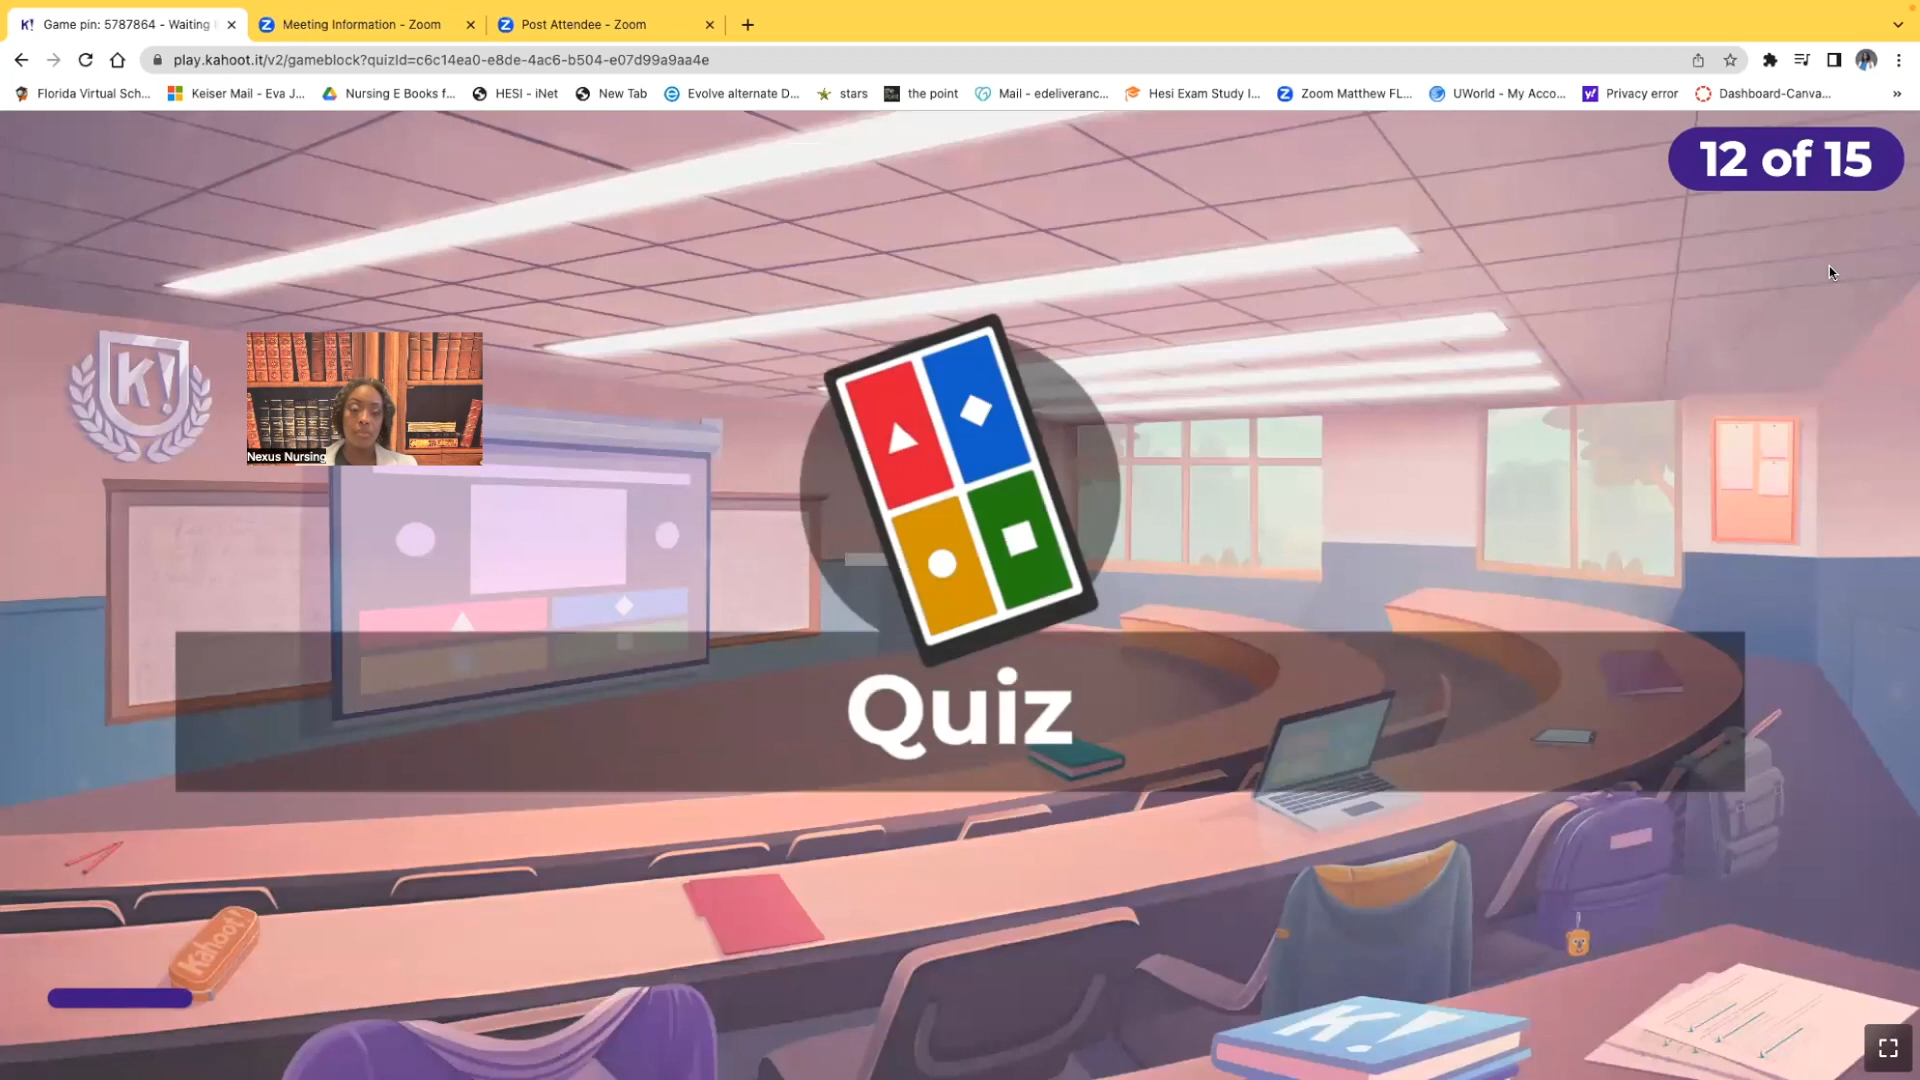 K! Game pin: 5787864 - Waiting
Meeting Information - Zoom
Post Attendee - Zoom
play.kahoot.it/v2/gameblock?quizId=c6c14ea0-e8de-4ac6-b504-e07d99a9aa4e
Florida Virtual Sch...
Keiser Mail - Eva J...
Nursing E Books f...
HESI - iNet
New Tab
Evolve alternate D...
stars
the point
Mail - edeliveranc...
Hesi Exam Study I...
Zoom Matthew FL...
UWorld - My Acco...
Privacy error
Dashboard-Canva...
12 of 15
K!
Nexus Nursing
Quiz
Kahoot!
K!